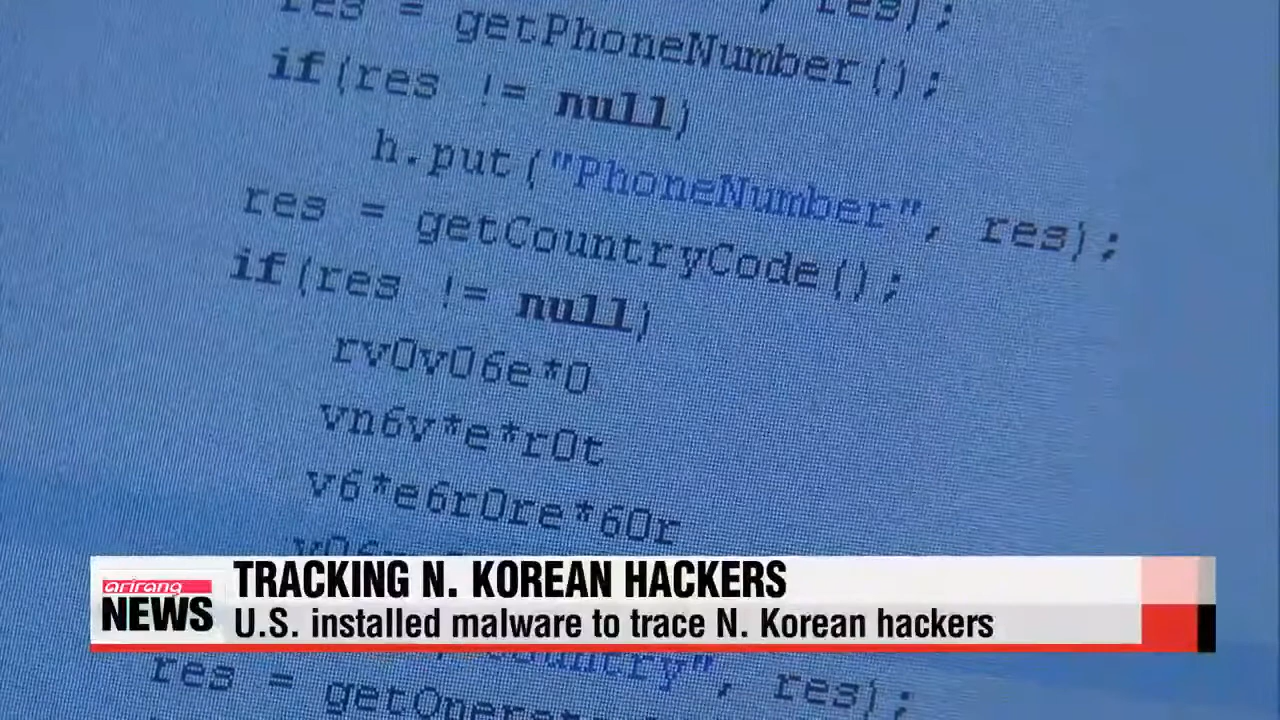 res = getPhoneNumber();
if(res != null)
h.put("PhoneNumber", res);
res = getCountryCode();
if(res != null)
rv0v06e*0
vn6v*e*r0t
v6*e6r0re*60r
arirang
NEWS
TRACKING N. KOREAN HACKERS
U.S. installed malware to trace N. Korean hackers
res);
res =